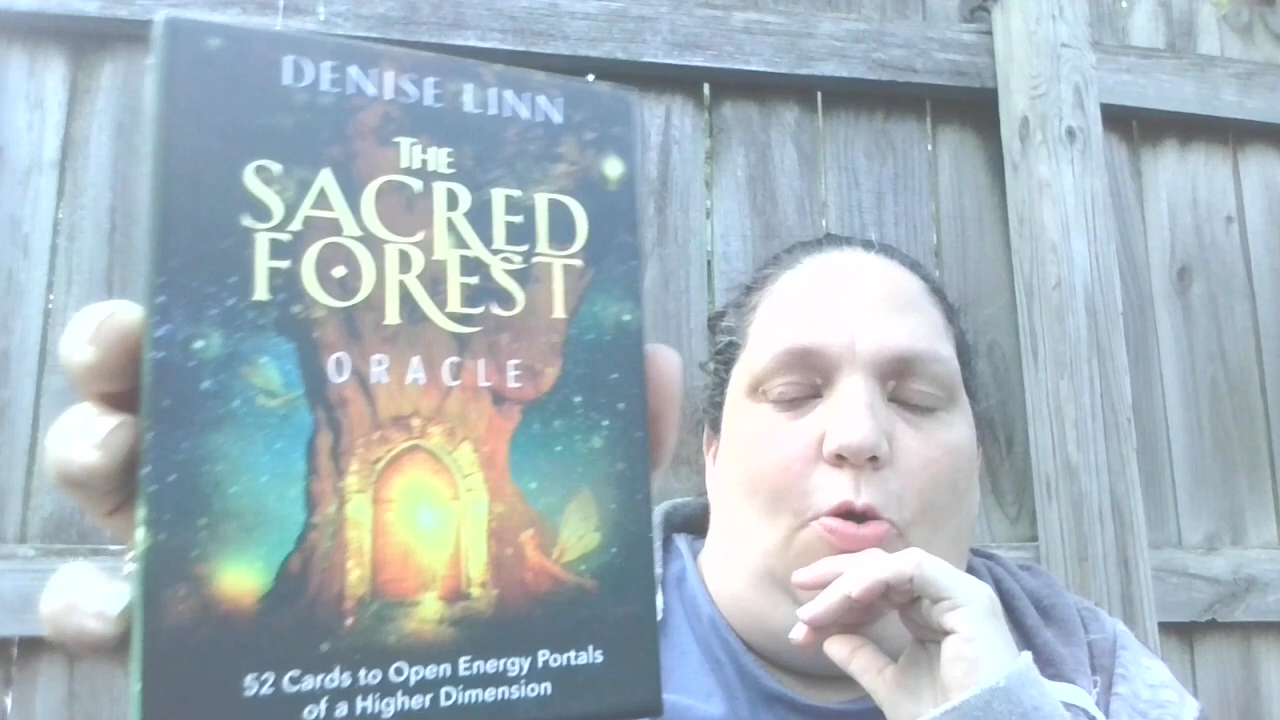 DENISE LINN
THE
SACRED
FOREST
ORACLE
52 Cards to Open Energy Portals
of a Higher Dimension